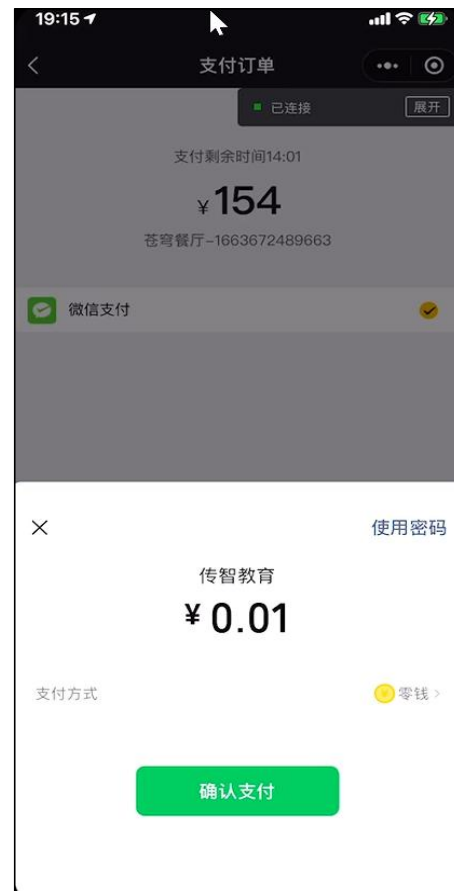 19:15
支付订单
已连接 展开
支付剩余时间14:01
¥154
苍穹餐厅-1663672489663
微信支付
使用密码
传智教育
¥0.01
支付方式 零钱
确认支付